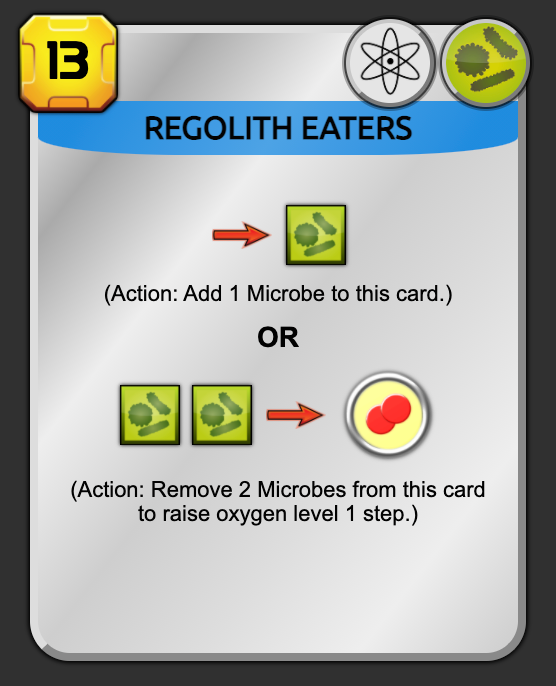 13
REGOLITH EATERS
(Action: Add 1 Microbe to this card.)
OR
(Action: Remove 2 Microbes from this card
to raise oxygen level 1 step.)